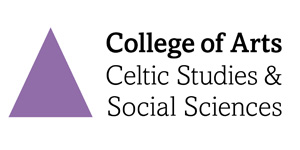 College of Arts
Celtic Studies &
Social Sciences